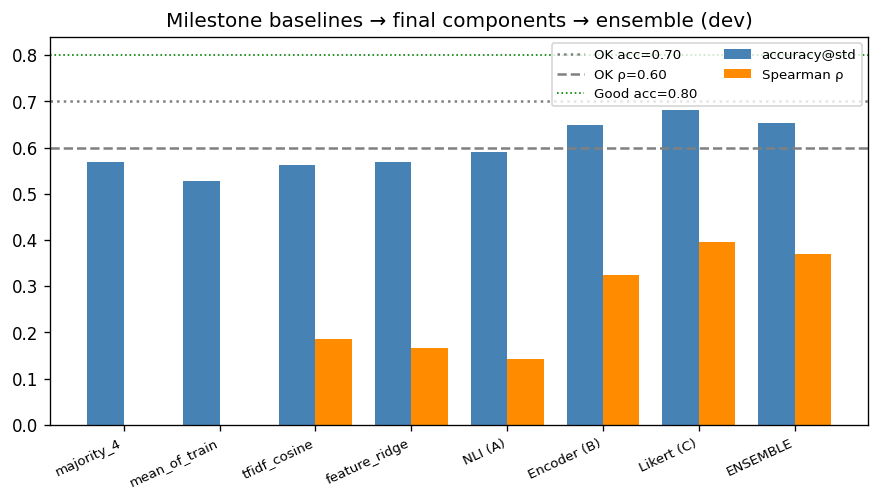 Milestone baselines → final components → ensemble (dev)
OK acc=0.70
OK ρ=0.60
Good acc=0.80
accuracy@std
Spearman ρ
0.8
0.7
0.6
0.5
0.4
0.3
0.2
0.1
0.0
majority_4
mean_of_train
tfidf_cosine
feature_ridge
NLI (A)
Encoder (B)
Likert (C)
ENSEMBLE